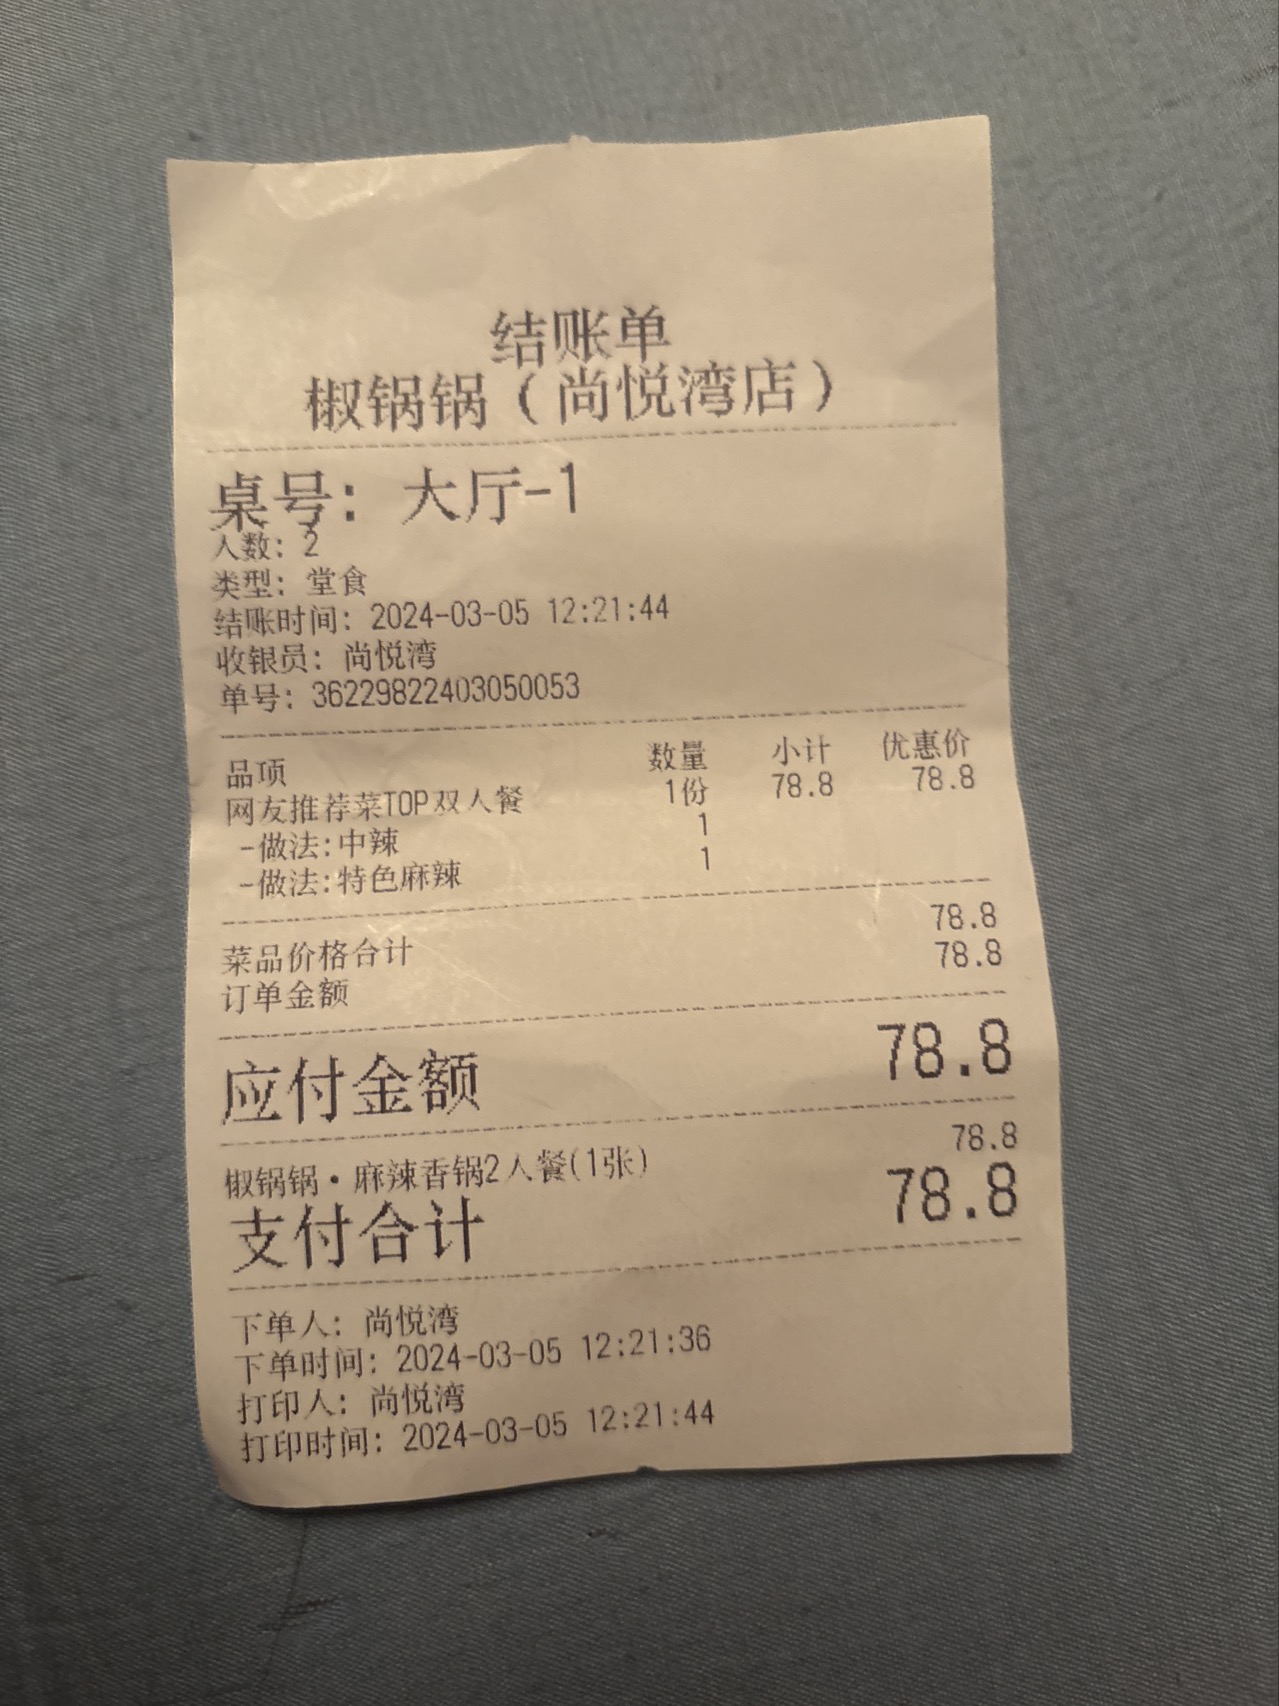 结账单
椒锅锅（尚悦湾店）
桌号：大厅-1
人数：2
类型：堂食
结账时间：2024-03-05 12:21:44
收银员：尚悦湾
单号：36229822403050053
品项 数量 小计 优惠价
网友推荐菜TOP双人餐 1份 78.8 78.8
-做法:中辣 1
-做法:特色麻辣 1
菜品价格合计 78.8
订单金额 78.8
应付金额 78.8
椒锅锅·麻辣香锅2人餐(1张) 78.8
支付合计 78.8
下单人：尚悦湾
下单时间：2024-03-05 12:21:36
打印人：尚悦湾
打印时间：2024-03-05 12:21:44